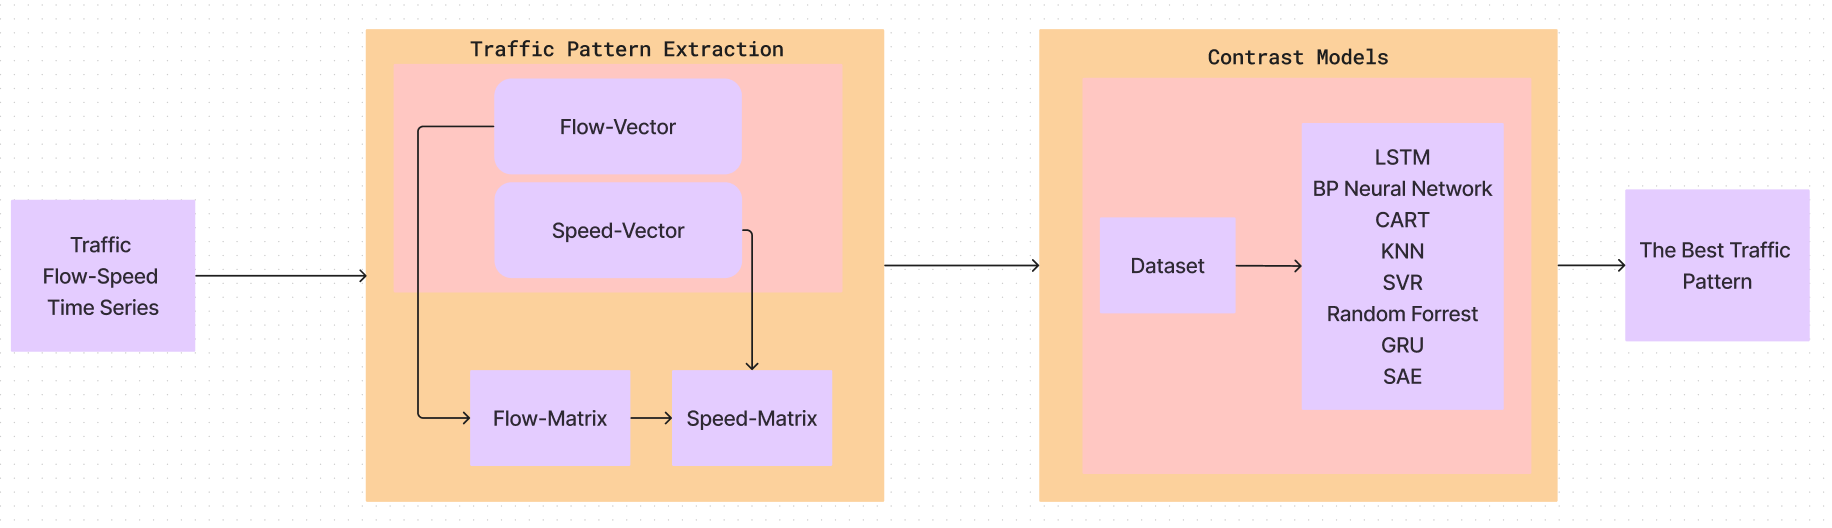 Traffic
Flow-Speed
Time Series
Traffic Pattern Extraction
Flow-Vector
Speed-Vector
Flow-Matrix
Speed-Matrix
Contrast Models
Dataset
LSTM
BP Neural Network
CART
KNN
SVR
Random Forrest
GRU
SAE
The Best Traffic
Pattern